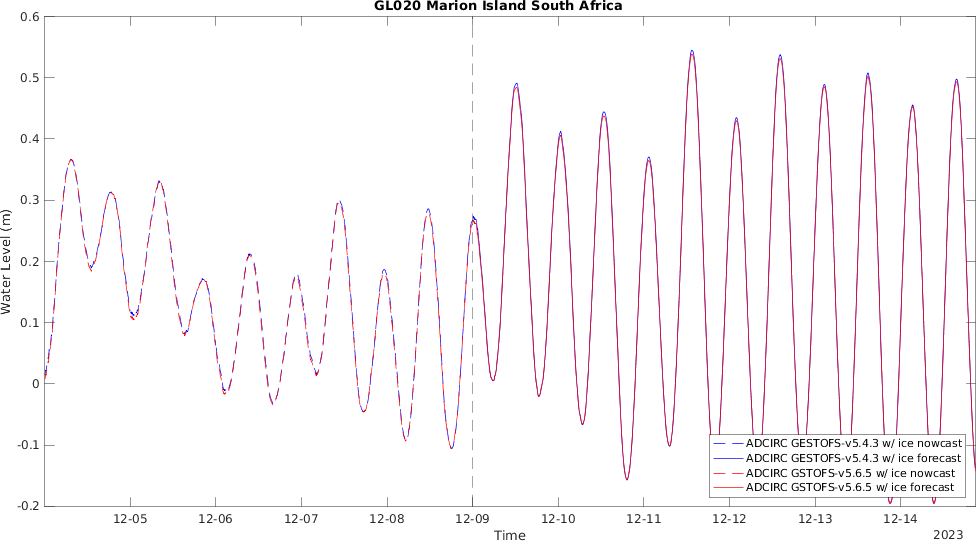 GL020 Marion Island South Africa
0.6
0.5
0.4
0.3
0.2
0.1
0
-0.1
-0.2
Water Level (m)
ADCIRC GESTOFS-v5.4.3 w/ ice nowcast
ADCIRC GESTOFS-v5.4.3 w/ ice forecast
ADCIRC GSTOFS-v5.6.5 w/ ice nowcast
ADCIRC GSTOFS-v5.6.5 w/ ice forecast
12-05 12-06 12-07 12-08 12-09 12-10 12-11 12-12 12-13 12-14
Time
2023